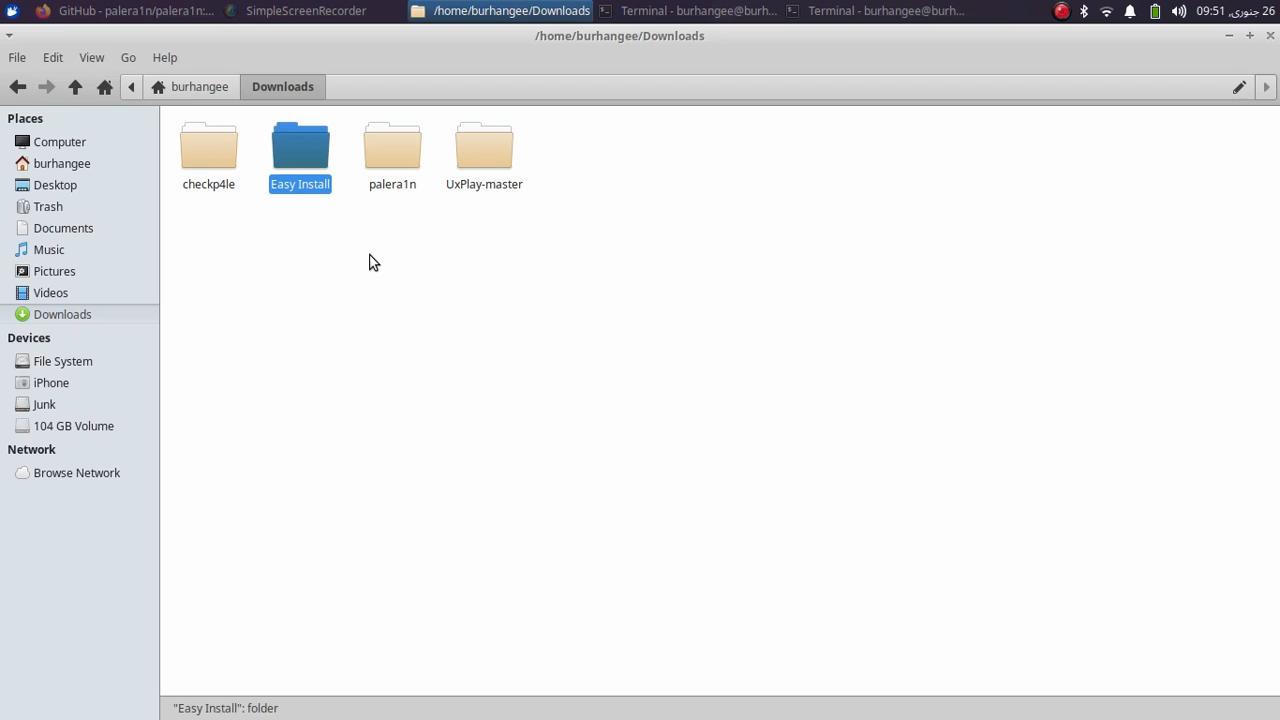 GitHub - palera1n/palera1n:...
SimpleScreenRecorder
/home/burhangee/Downloads
Terminal - burhangee@burh...
Terminal - burhangee@burh...
26 جنوری, 09:51
/home/burhangee/Downloads
File
Edit
View
Go
Help
burhangee
Downloads
Places
Computer
burhangee
Desktop
Trash
Documents
Music
Pictures
Videos
Downloads
Devices
File System
iPhone
Junk
104 GB Volume
Network
Browse Network
checkp4le
Easy Install
palera1n
UxPlay-master
"Easy Install": folder